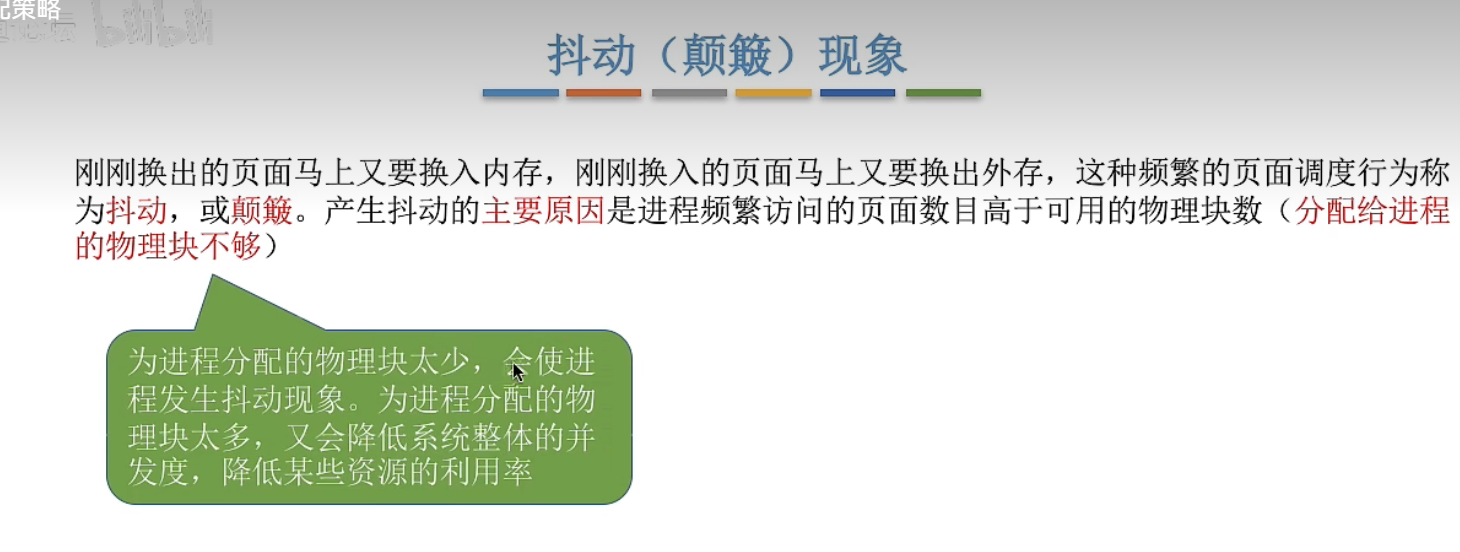 配策略
bilibili
抖动（颠簸）现象
刚刚换出的页面马上又要换入内存，刚刚换入的页面马上又要换出外存，这种频繁的页面调度行为称
为抖动，或颠簸。产生抖动的主要原因是进程频繁访问的页面数目高于可用的物理块数（分配给进程
的物理块不够）
为进程分配的物理块太少，会使进
程发生抖动现象。为进程分配的物
理块太多，又会降低系统整体的并
发度，降低某些资源的利用率